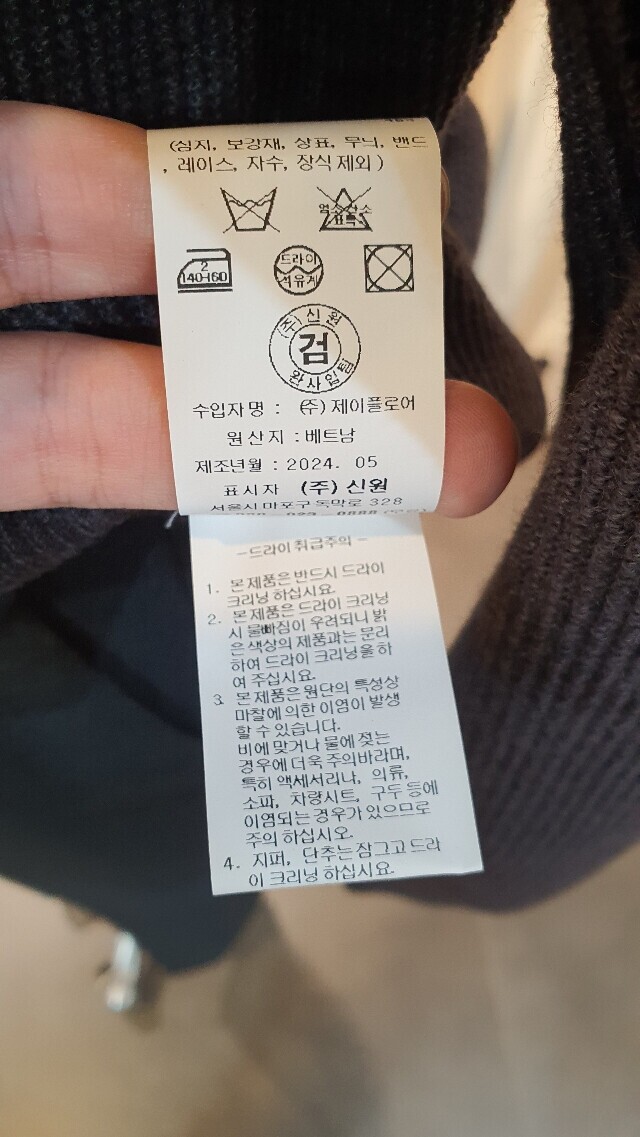 (심지, 보강재, 상표, 무늬, 밴드
, 레이스, 자수, 장식 제외)
염소산소
표백
2
140-160
드라이
석유계
(주)신원
검
완사입팀
수입자명 : (주) 제이플로어
원산지 : 베트남
제조년월 : 2024. 05
표시자 (주) 신원
서울시 마포구 독막로 328
-드라이 취급주의-
1. 본 제품은 반드시 드라이
크리닝 하십시요.
2. 본 제품은 드라이 크리닝
시 물빠짐이 우려되니 밝
은 색상의 제품과는 분리
하여 드라이 크리닝을 하
여 주십시요.
3. 본 제품은 원단의 특성상
마찰에 의한 이염이 발생
할 수 있습니다.
비에 맞거나 물에 젖는
경우에 더욱 주의바라며,
특히 액세서리나, 의류,
소파, 차량시트, 구두 등에
이염되는 경우가 있으므로
주의 하십시오.
4. 지퍼, 단추는 잠그고 드라
이 크리닝 하십시요.